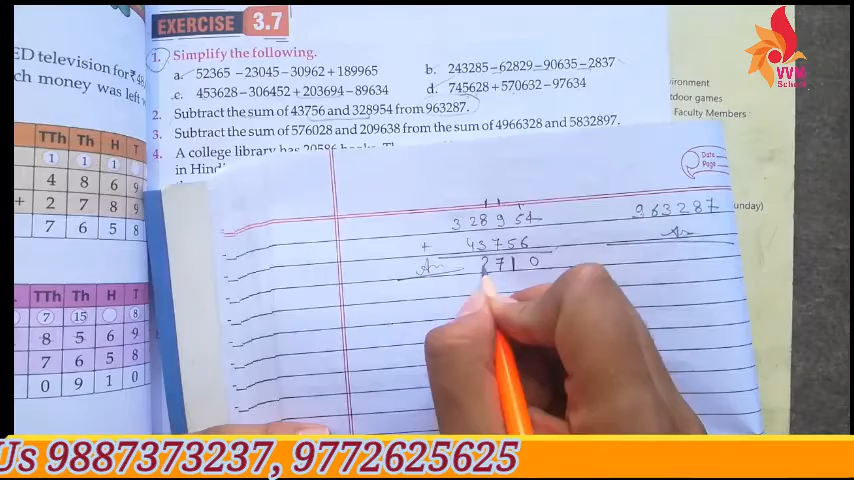 EXERCISE 3.7
1. Simplify the following.
a. 52365 – 23045 – 30962 + 189965
b. 243285 – 62829 – 90635 – 2837
c. 453628 – 306452 + 203694 – 89634
d. 745628 + 570632 – 97634
2. Subtract the sum of 43756 and 328954 from 963287.
3. Subtract the sum of 576028 and 209638 from the sum of 4966328 and 5832897.
4. A college library has 20586
in Hind
ED television for ₹48
ch money was left
TTh Th H T
1 1 1
4 8 6 9
+ 2 7 8 9
7 6 5 8
TTh Th H T
7 15 8
8 5 6 9
7 6 5 8
0 9 1 0
ironment
tdoor games
Faculty Members
unday)
Date
Page
328954
+ 43756
2710
963287
VVM
School
Us 9887373237, 9772625625